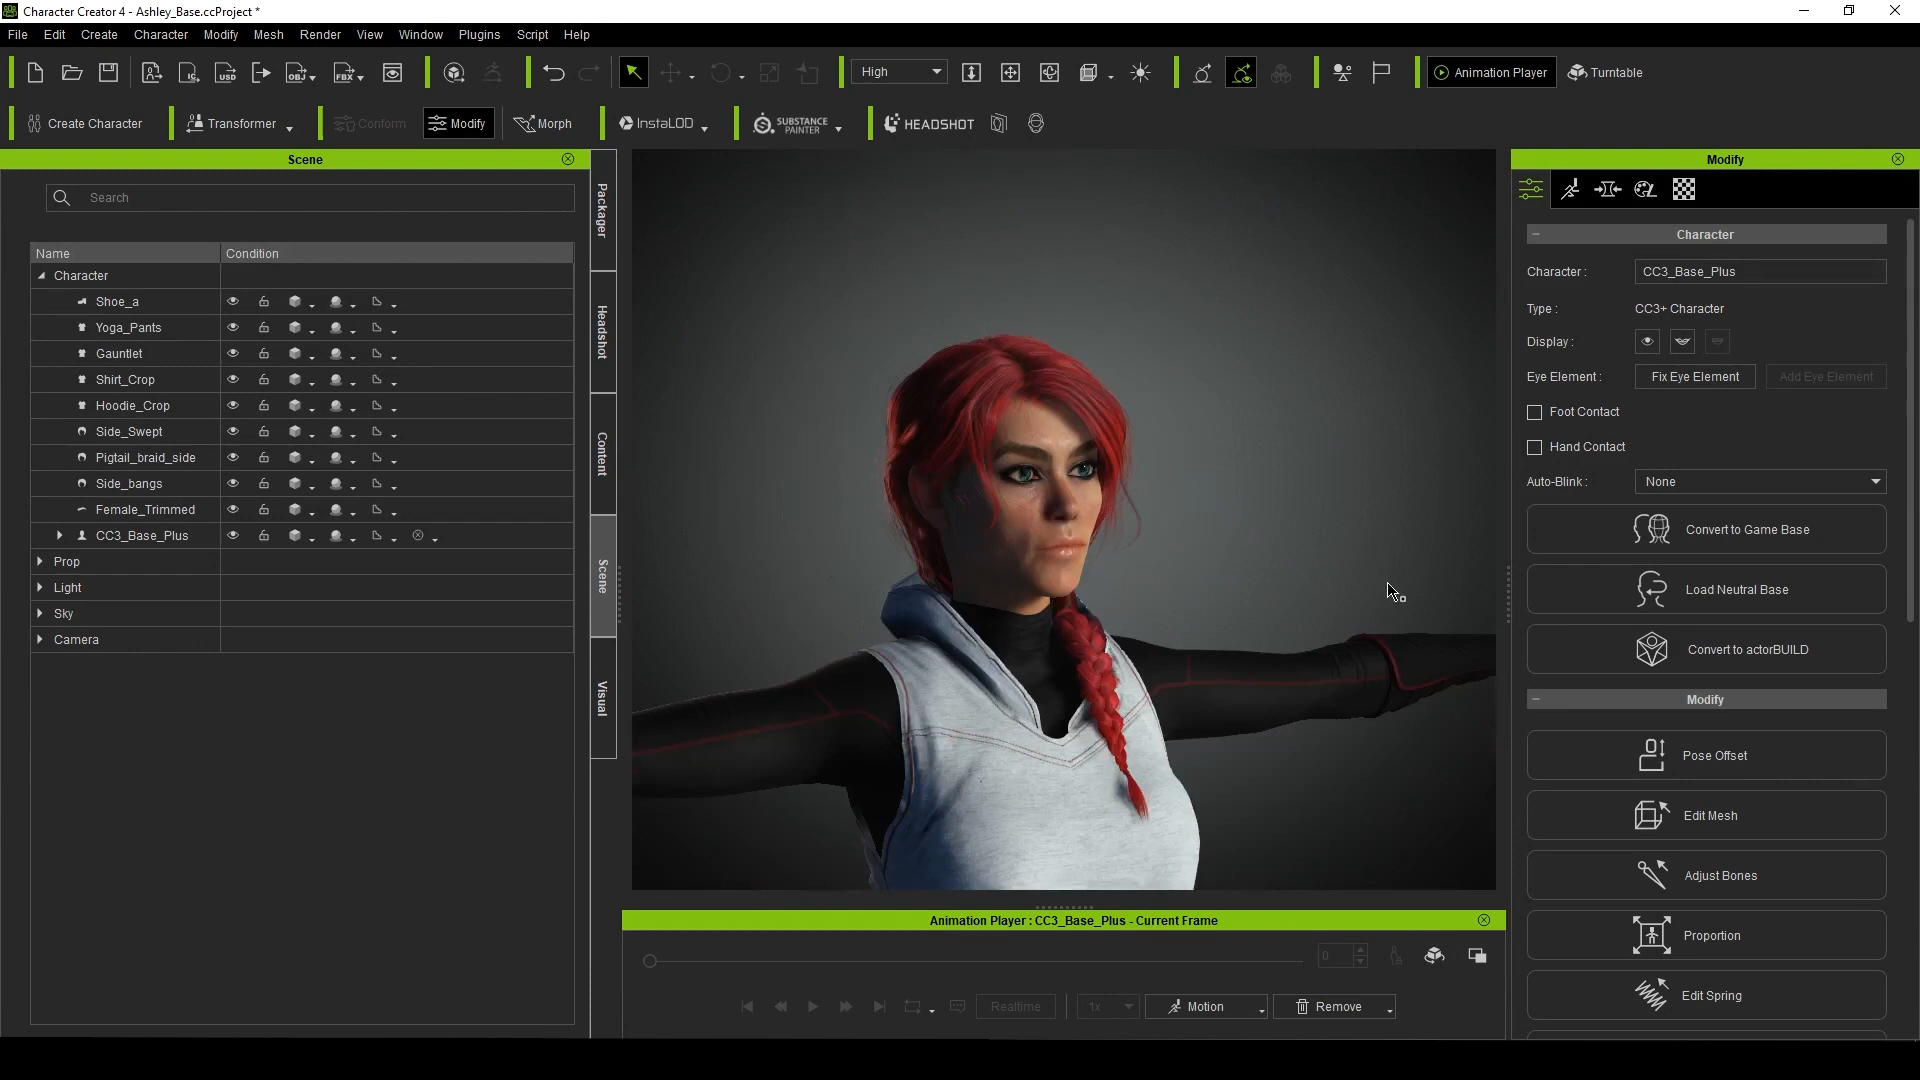 Character Creator 4 - Ashley_Base.ccProject *
File Edit Create Character Modify Mesh Render View Window Plugins Script Help
IC USD OBJ FBX High Animation Player Turntable
Create Character Transformer Conform Modify Morph InstaLOD SUBSTANCE PAINTER HEADSHOT
Scene
Search
Name Condition
Character
Shoe_a
Yoga_Pants
Gauntlet
Shirt_Crop
Hoodie_Crop
Side_Swept
Pigtail_braid_side
Side_bangs
Female_Trimmed
CC3_Base_Plus
Prop
Light
Sky
Camera
Packager
Headshot
Content
Scene
Visual
Animation Player : CC3_Base_Plus - Current Frame
0
Realtime 1x Motion Remove
Modify
Character
Character : CC3_Base_Plus
Type : CC3+ Character
Display :
Eye Element : Fix Eye Element Add Eye Element
Foot Contact
Hand Contact
Auto-Blink : None
Convert to Game Base
Load Neutral Base
Convert to actorBUILD
Modify
Pose Offset
Edit Mesh
Adjust Bones
Proportion
Edit Spring